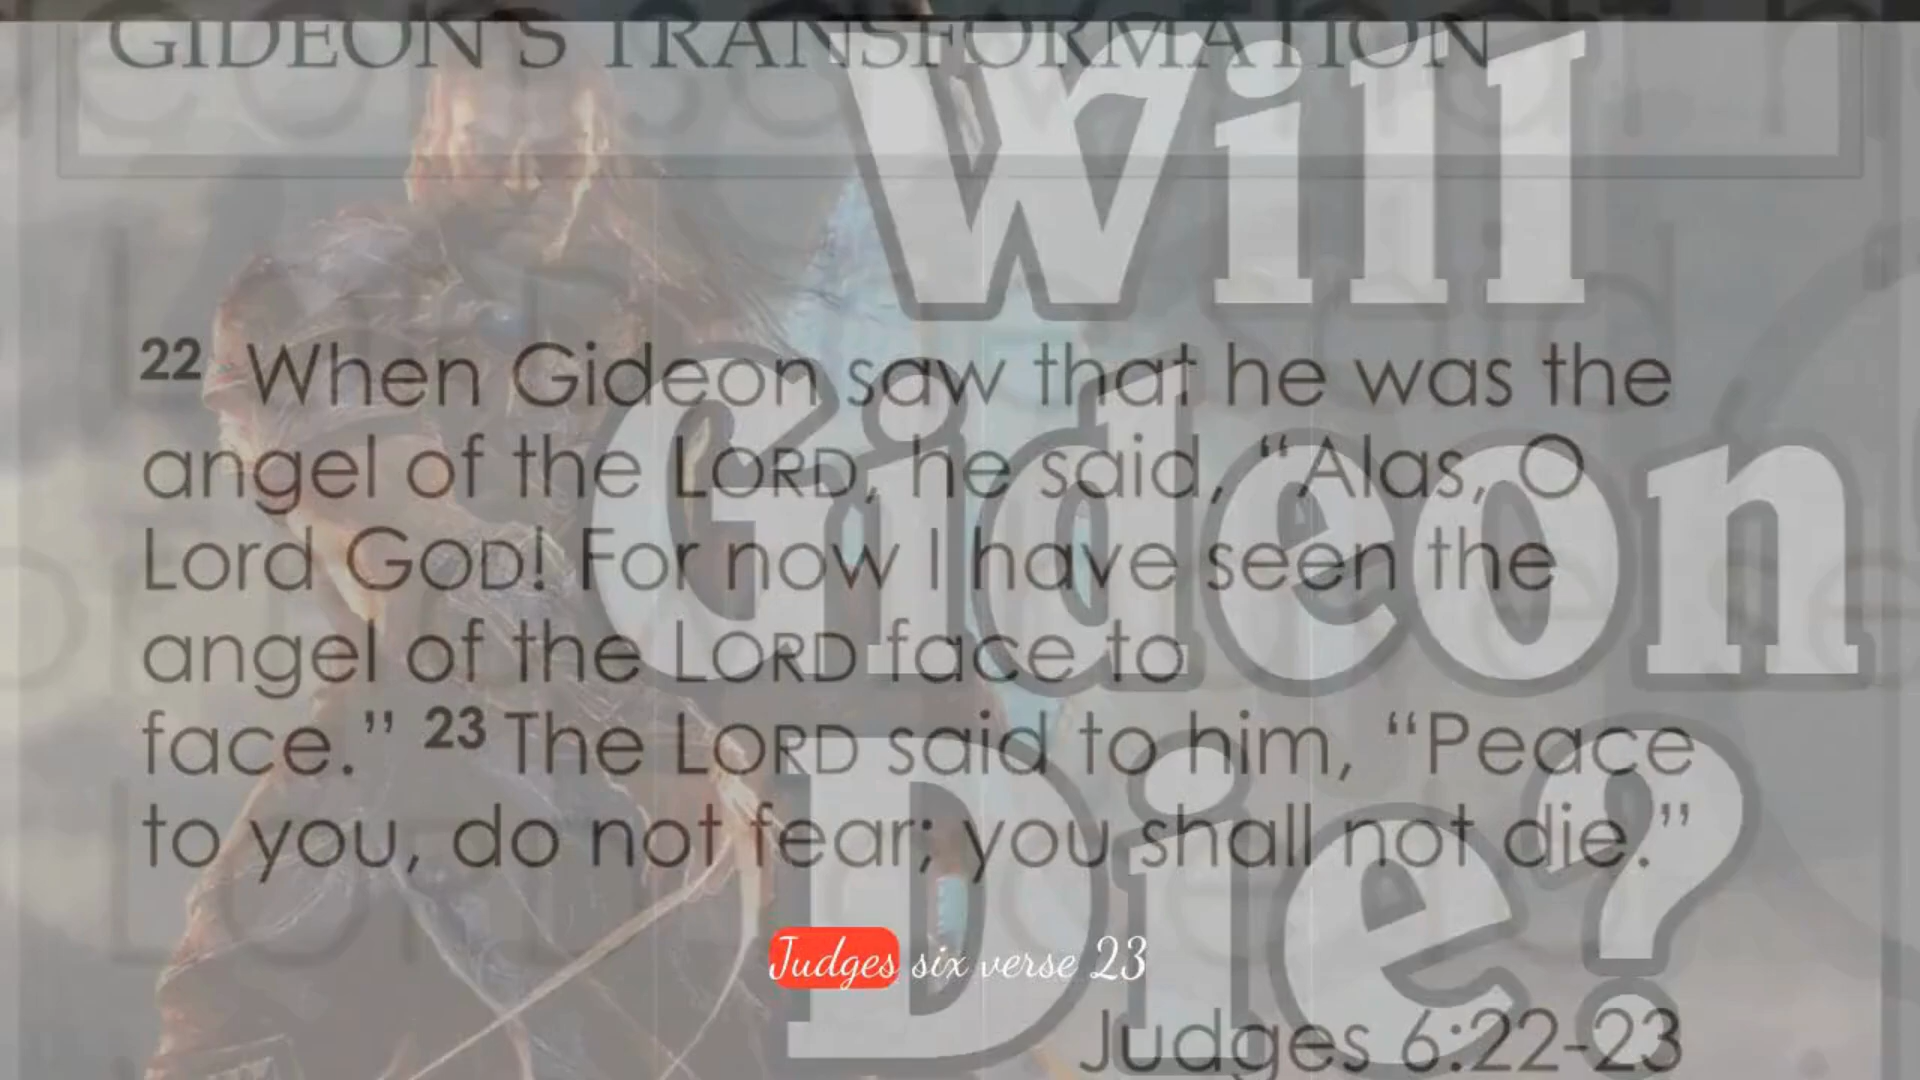 GIDEON'S TRANSFORMATION
Will
Gideon
Die?
22 When Gideon saw that he was the
angel of the LORD, he said, “Alas, O
Lord GOD! For now I have seen the
angel of the LORD face to
face.” 23 The LORD said to him, “Peace
to you, do not fear; you shall not die.”
Judges six verse 23
Judges 6:22-23